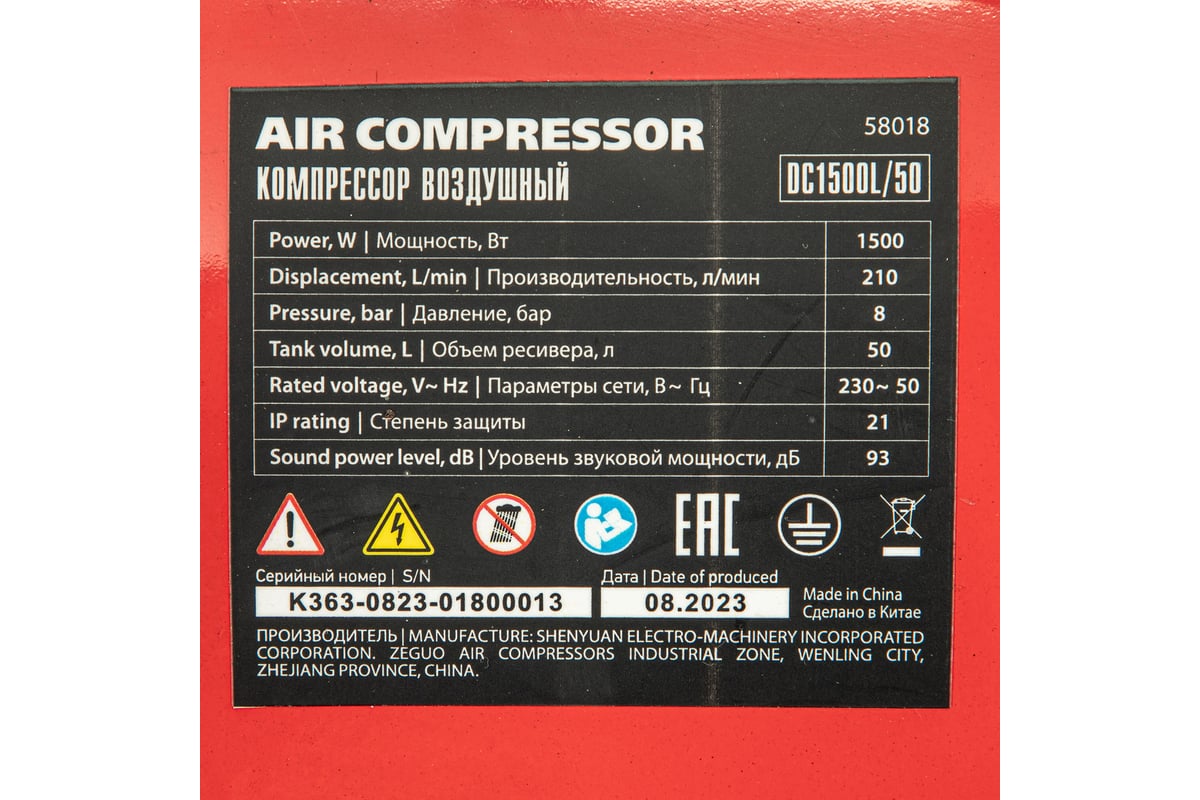 AIR COMPRESSOR
58018
КОМПРЕССОР ВОЗДУШНЫЙ
DC1500L/50
Power, W | Мощность, Вт 1500
Displacement, L/min | Производительность, л/мин 210
Pressure, bar | Давление, бар 8
Tank volume, L | Объем ресивера, л 50
Rated voltage, V~ Hz | Параметры сети, В~ Гц 230~ 50
IP rating | Степень защиты 21
Sound power level, dB | Уровень звуковой мощности, дБ 93
EAC
Серийный номер | S/N
Дата | Date of produced
K363-0823-01800013
08.2023
Made in China
Сделано в Китае
ПРОИЗВОДИТЕЛЬ | MANUFACTURE: SHENYUAN ELECTRO-MACHINERY INCORPORATED
CORPORATION. ZEGUO AIR COMPRESSORS INDUSTRIAL ZONE, WENLING CITY,
ZHEJIANG PROVINCE, CHINA.